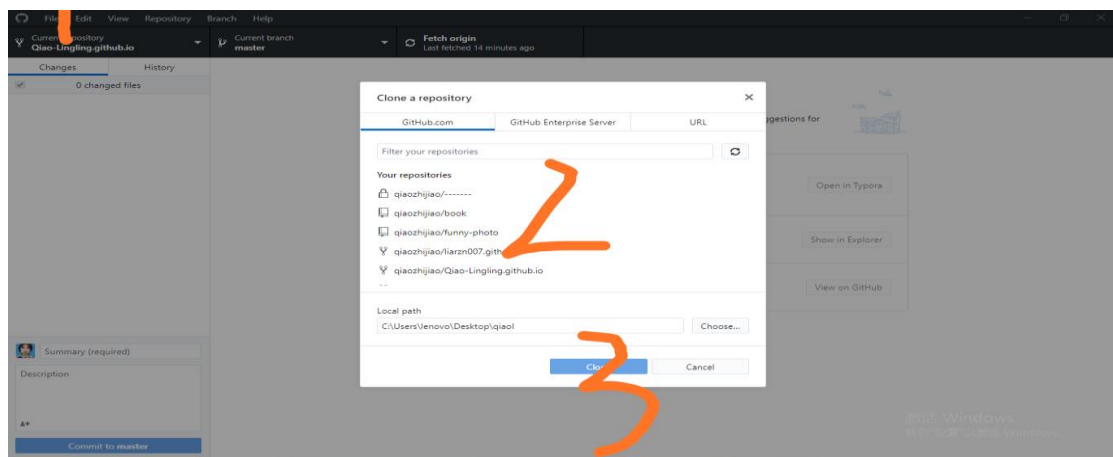 File Edit View Repository Branch Help
Current repository
Qiao-Lingling.github.io
Current branch
master
Fetch origin
Last fetched 14 minutes ago
Changes History
0 changed files
Clone a repository
GitHub.com GitHub Enterprise Server URL
Filter your repositories
Your repositories
qiaozhijiao/-------
qiaozhijiao/book
qiaozhijiao/funny-photo
qiaozhijiao/liarzn007.gith
qiaozhijiao/Qiao-Lingling.github.io
Local path
C:\Users\lenovo\Desktop\qiaol
Choose...
Clo
Cancel
ggestions for
Open in Typora
Show in Explorer
View on GitHub
Summary (required)
Description
Commit to master
激活 Windows
1
2
3